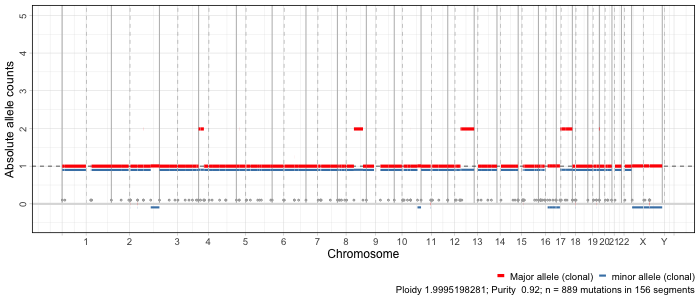 Absolute allele counts
5
4
3
2
1
0
1 2 3 4 5 6 7 8 9 10 11 12 13 14 15 16 17 18 19 20 21 22 X Y
Chromosome
Major allele (clonal) minor allele (clonal)
Ploidy 1.9995198281; Purity 0.92; n = 889 mutations in 156 segments